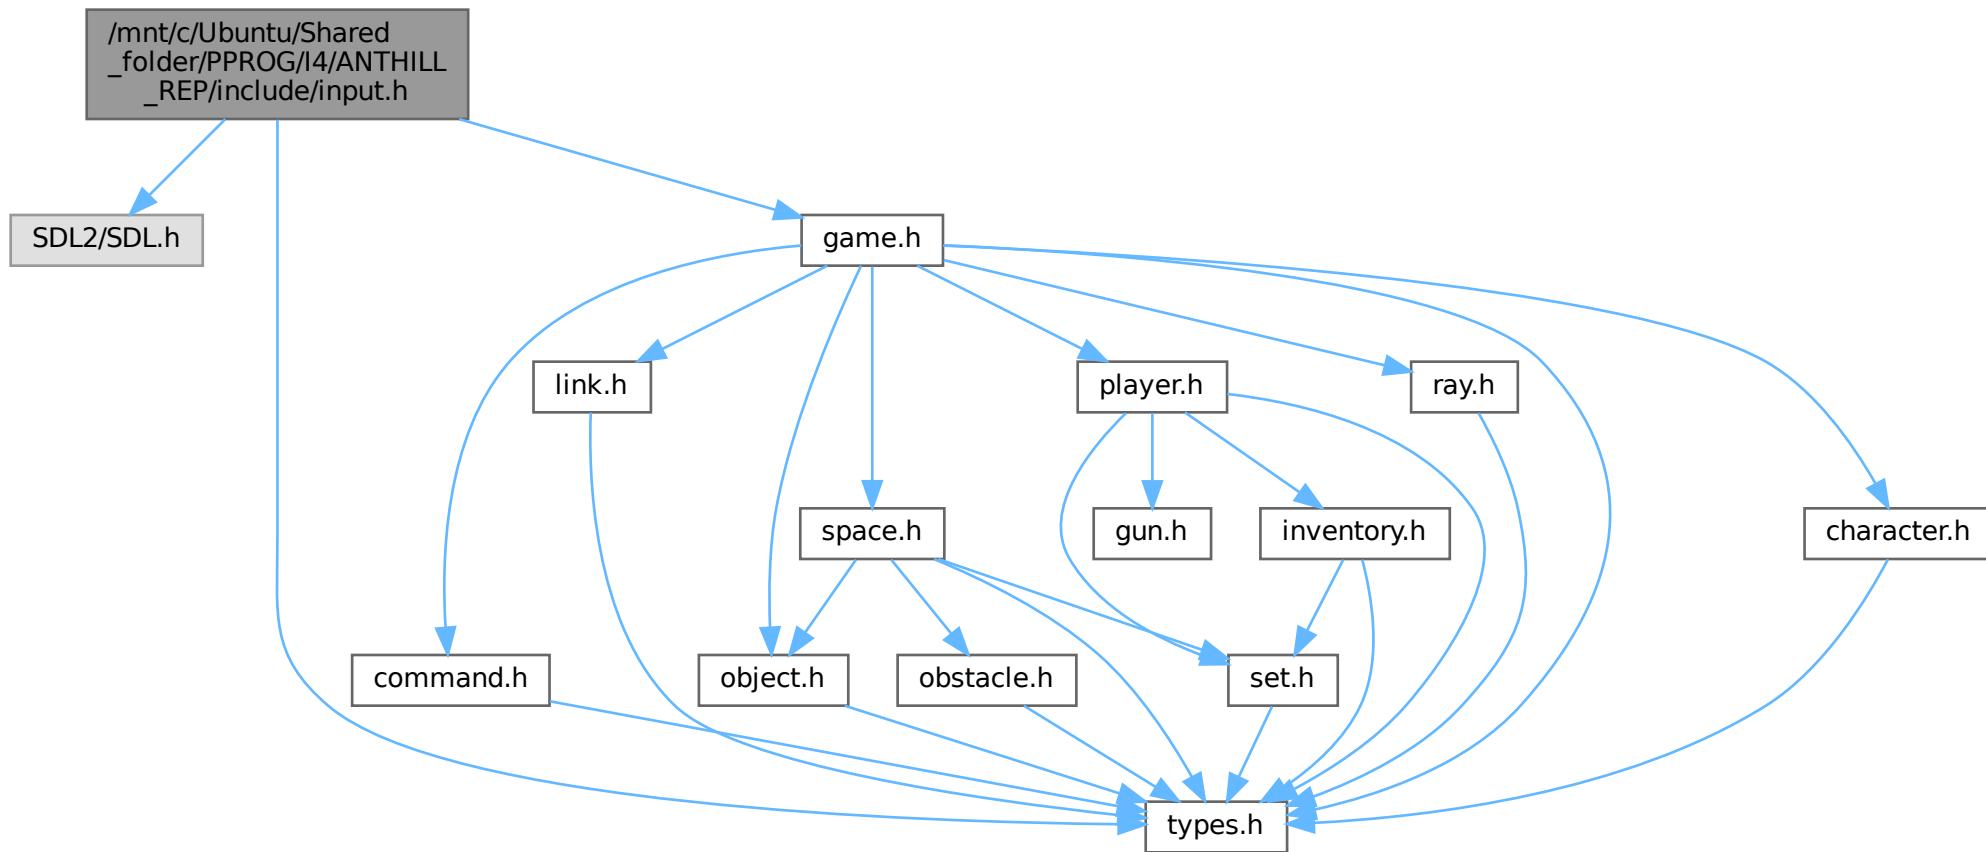 /mnt/c/Ubuntu/Shared
_folder/PPROG/I4/ANTHILL
_REP/include/input.h
SDL2/SDL.h
game.h
link.h
player.h
ray.h
space.h
gun.h
inventory.h
character.h
command.h
object.h
obstacle.h
set.h
types.h